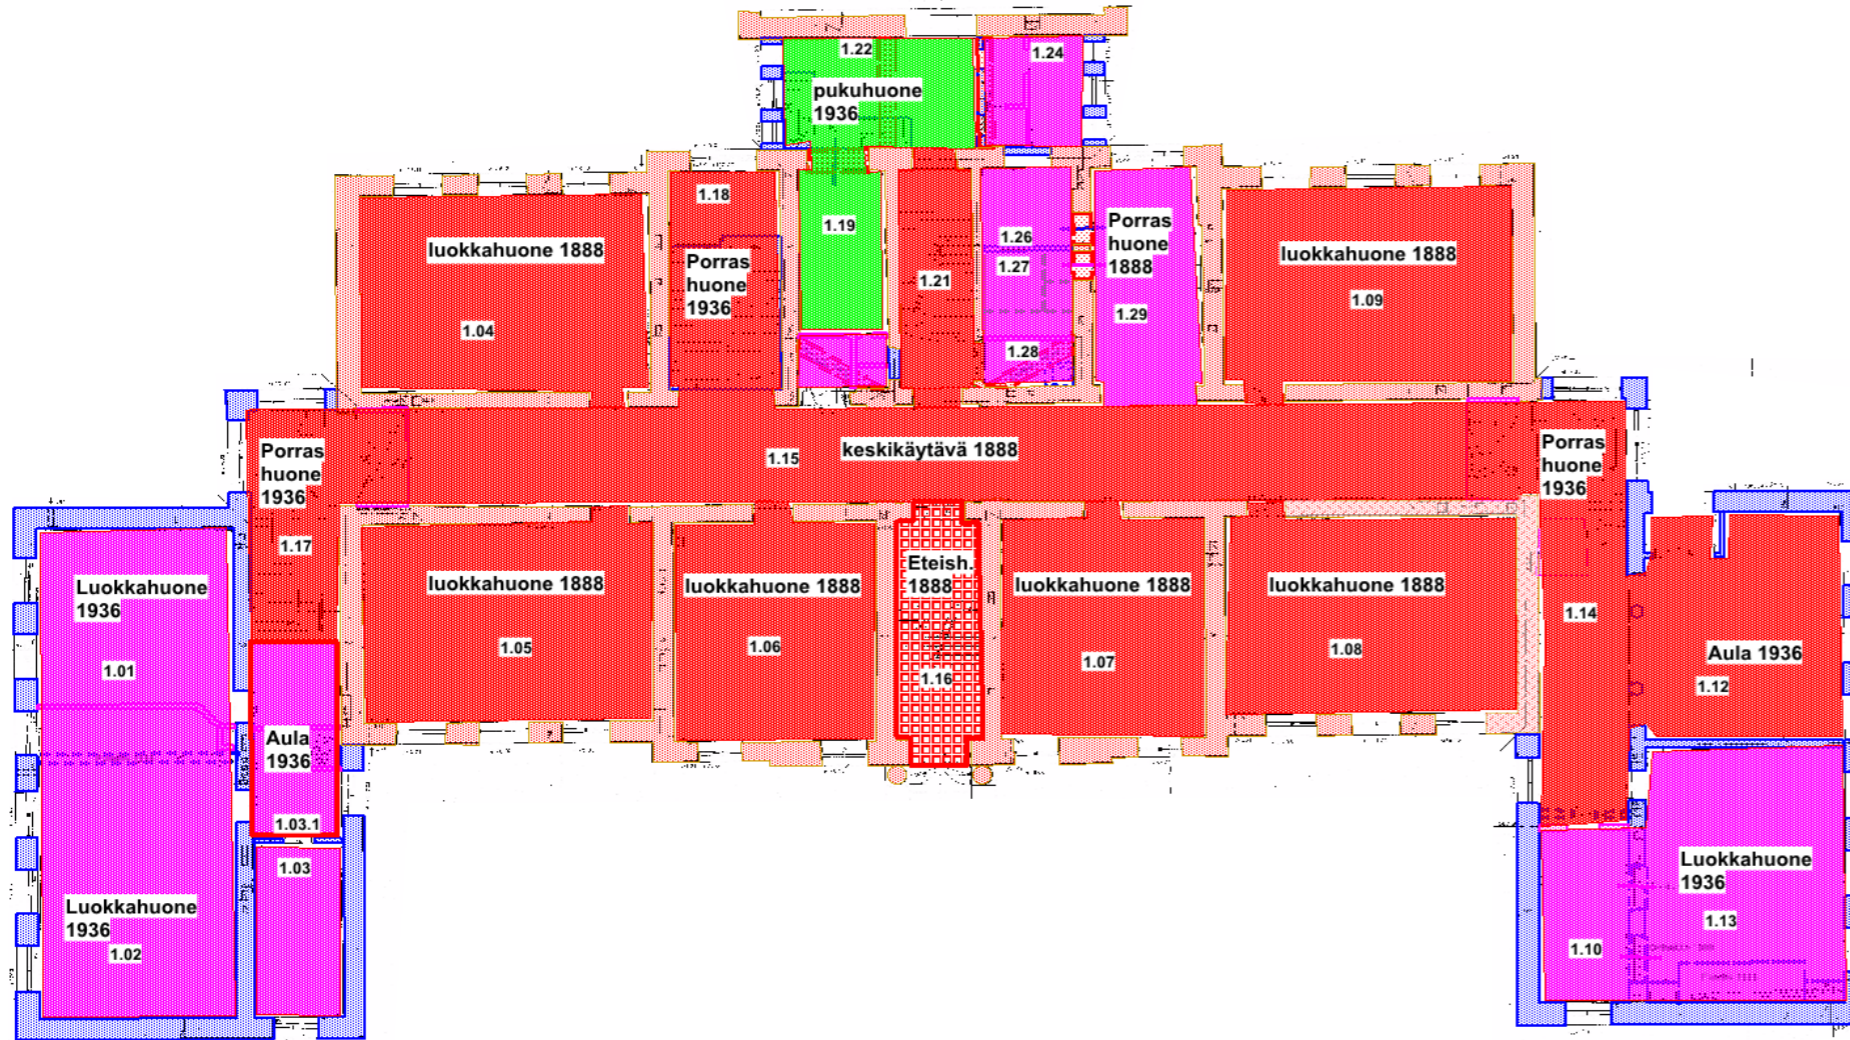 1.22
1.24
pukuhuone
1936
1.18
1.19
1.21
1.26
1.27
1.28
Porras
huone
1888
1.29
luokkahuone 1888
1.04
Porras
huone
1936
luokkahuone 1888
1.09
Porras
huone
1936
1.15
keskikäytävä 1888
Porras
huone
1936
1.17
Luokkahuone
1936
1.01
luokkahuone 1888
1.05
luokkahuone 1888
1.06
Eteish.
1888
1.16
luokkahuone 1888
1.07
luokkahuone 1888
1.08
1.14
Aula 1936
1.12
Aula
1936
1.03.1
1.03
Luokkahuone
1936
1.02
Luokkahuone
1936
1.13
1.10